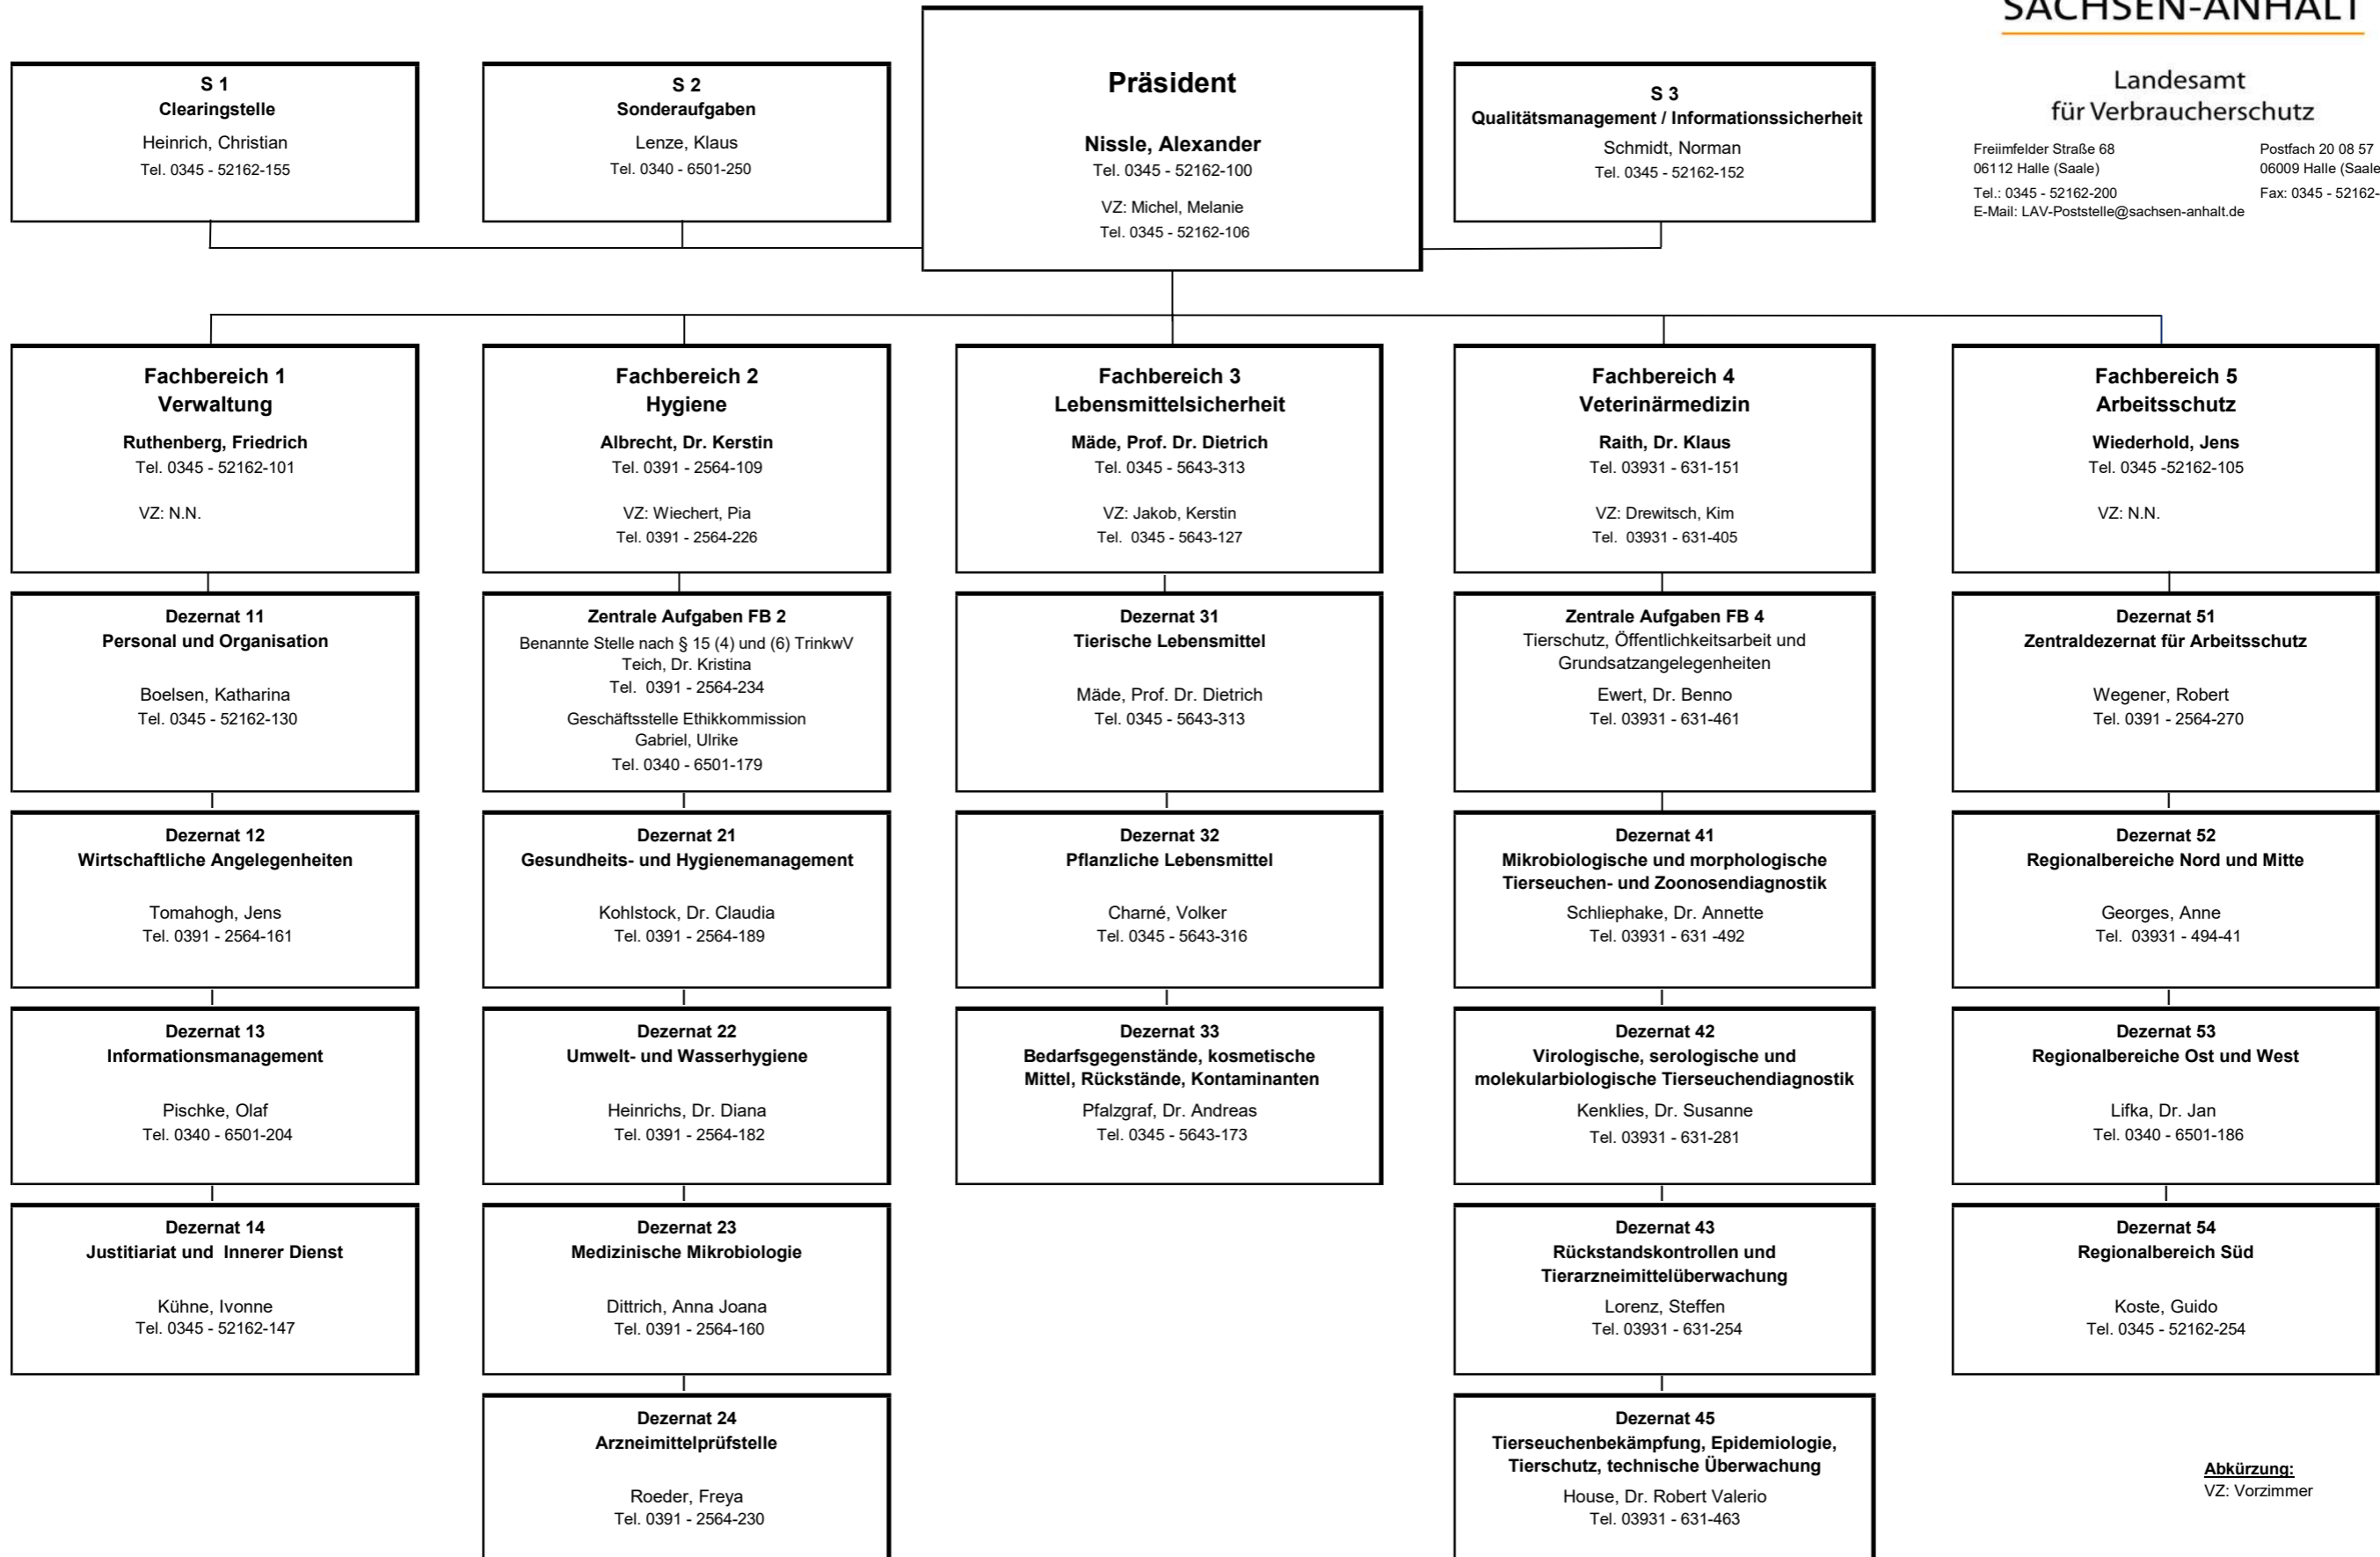 SACHSEN-ANHALT
Landesamt
für Verbraucherschutz
Freiimfelder Straße 68
06112 Halle (Saale)
Tel.: 0345 - 52162-200
E-Mail: LAV-Poststelle@sachsen-anhalt.de
Postfach 20 08 57
06009 Halle (Saale
Fax: 0345 - 52162-
S 1
Clearingstelle
Heinrich, Christian
Tel. 0345 - 52162-155
S 2
Sonderaufgaben
Lenze, Klaus
Tel. 0340 - 6501-250
Präsident
Nissle, Alexander
Tel. 0345 - 52162-100
VZ: Michel, Melanie
Tel. 0345 - 52162-106
S 3
Qualitätsmanagement / Informationssicherheit
Schmidt, Norman
Tel. 0345 - 52162-152
Fachbereich 1
Verwaltung
Ruthenberg, Friedrich
Tel. 0345 - 52162-101
VZ: N.N.
Dezernat 11
Personal und Organisation
Boelsen, Katharina
Tel. 0345 - 52162-130
Dezernat 12
Wirtschaftliche Angelegenheiten
Tomahogh, Jens
Tel. 0391 - 2564-161
Dezernat 13
Informationsmanagement
Pischke, Olaf
Tel. 0340 - 6501-204
Dezernat 14
Justitiariat und Innerer Dienst
Kühne, Ivonne
Tel. 0345 - 52162-147
Fachbereich 2
Hygiene
Albrecht, Dr. Kerstin
Tel. 0391 - 2564-109
VZ: Wiechert, Pia
Tel. 0391 - 2564-226
Zentrale Aufgaben FB 2
Benannte Stelle nach § 15 (4) und (6) TrinkwV
Teich, Dr. Kristina
Tel. 0391 - 2564-234
Geschäftsstelle Ethikkommission
Gabriel, Ulrike
Tel. 0340 - 6501-179
Dezernat 21
Gesundheits- und Hygienemanagement
Kohlstock, Dr. Claudia
Tel. 0391 - 2564-189
Dezernat 22
Umwelt- und Wasserhygiene
Heinrichs, Dr. Diana
Tel. 0391 - 2564-182
Dezernat 23
Medizinische Mikrobiologie
Dittrich, Anna Joana
Tel. 0391 - 2564-160
Dezernat 24
Arzneimittelprüfstelle
Roeder, Freya
Tel. 0391 - 2564-230
Fachbereich 3
Lebensmittelsicherheit
Mäde, Prof. Dr. Dietrich
Tel. 0345 - 5643-313
VZ: Jakob, Kerstin
Tel. 0345 - 5643-127
Dezernat 31
Tierische Lebensmittel
Mäde, Prof. Dr. Dietrich
Tel. 0345 - 5643-313
Dezernat 32
Pflanzliche Lebensmittel
Charné, Volker
Tel. 0345 - 5643-316
Dezernat 33
Bedarfsgegenstände, kosmetische
Mittel, Rückstände, Kontaminanten
Pfalzgraf, Dr. Andreas
Tel. 0345 - 5643-173
Fachbereich 4
Veterinärmedizin
Raith, Dr. Klaus
Tel. 03931 - 631-151
VZ: Drewitsch, Kim
Tel. 03931 - 631-405
Zentrale Aufgaben FB 4
Tierschutz, Öffentlichkeitsarbeit und
Grundsatzangelegenheiten
Ewert, Dr. Benno
Tel. 03931 - 631-461
Dezernat 41
Mikrobiologische und morphologische
Tierseuchen- und Zoonosendiagnostik
Schliephake, Dr. Annette
Tel. 03931 - 631 -492
Dezernat 42
Virologische, serologische und
molekularbiologische Tierseuchendiagnostik
Kenklies, Dr. Susanne
Tel. 03931 - 631-281
Dezernat 43
Rückstandskontrollen und
Tierarzneimittelüberwachung
Lorenz, Steffen
Tel. 03931 - 631-254
Dezernat 45
Tierseuchenbekämpfung, Epidemiologie,
Tierschutz, technische Überwachung
House, Dr. Robert Valerio
Tel. 03931 - 631-463
Fachbereich 5
Arbeitsschutz
Wiederhold, Jens
Tel. 0345 -52162-105
VZ: N.N.
Dezernat 51
Zentraldezernat für Arbeitsschutz
Wegener, Robert
Tel. 0391 - 2564-270
Dezernat 52
Regionalbereiche Nord und Mitte
Georges, Anne
Tel. 03931 - 494-41
Dezernat 53
Regionalbereiche Ost und West
Lifka, Dr. Jan
Tel. 0340 - 6501-186
Dezernat 54
Regionalbereich Süd
Koste, Guido
Tel. 0345 - 52162-254
Abkürzung:
VZ: Vorzimmer